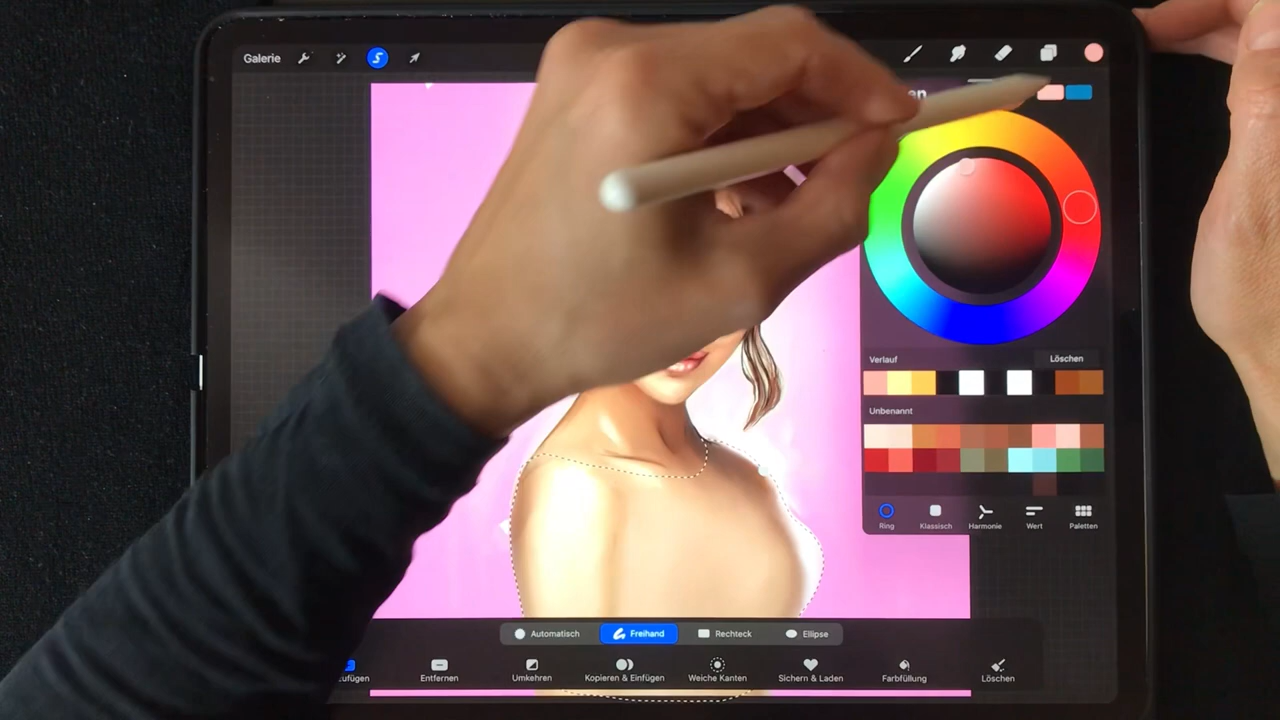 Galerie
Verlauf
Löschen
Unbenannt
Ring
Klassisch
Harmonie
Wert
Paletten
Automatisch
Freihand
Rechteck
Ellipse
Entfernen
Umkehren
Kopieren & Einfügen
Weiche Kanten
Sichern & Laden
Farbfüllung
Löschen